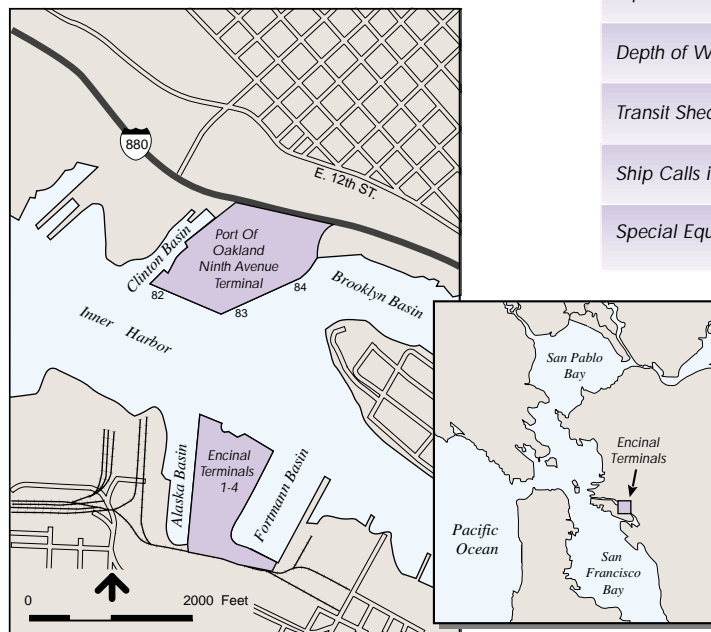 Depth of W
Transit Shed
Ship Calls i
Special Equ
880
E. 12th ST.
Port Of
Oakland
Ninth Avenue
Terminal
Clinton Basin
82
83
84
Brooklyn Basin
Inner Harbor
Alaska Basin
Encinal
Terminals
1-4
Fortmann Basin
0
2000 Feet
San Pablo
Bay
Encinal
Terminals
Pacific
Ocean
San
Francisco
Bay